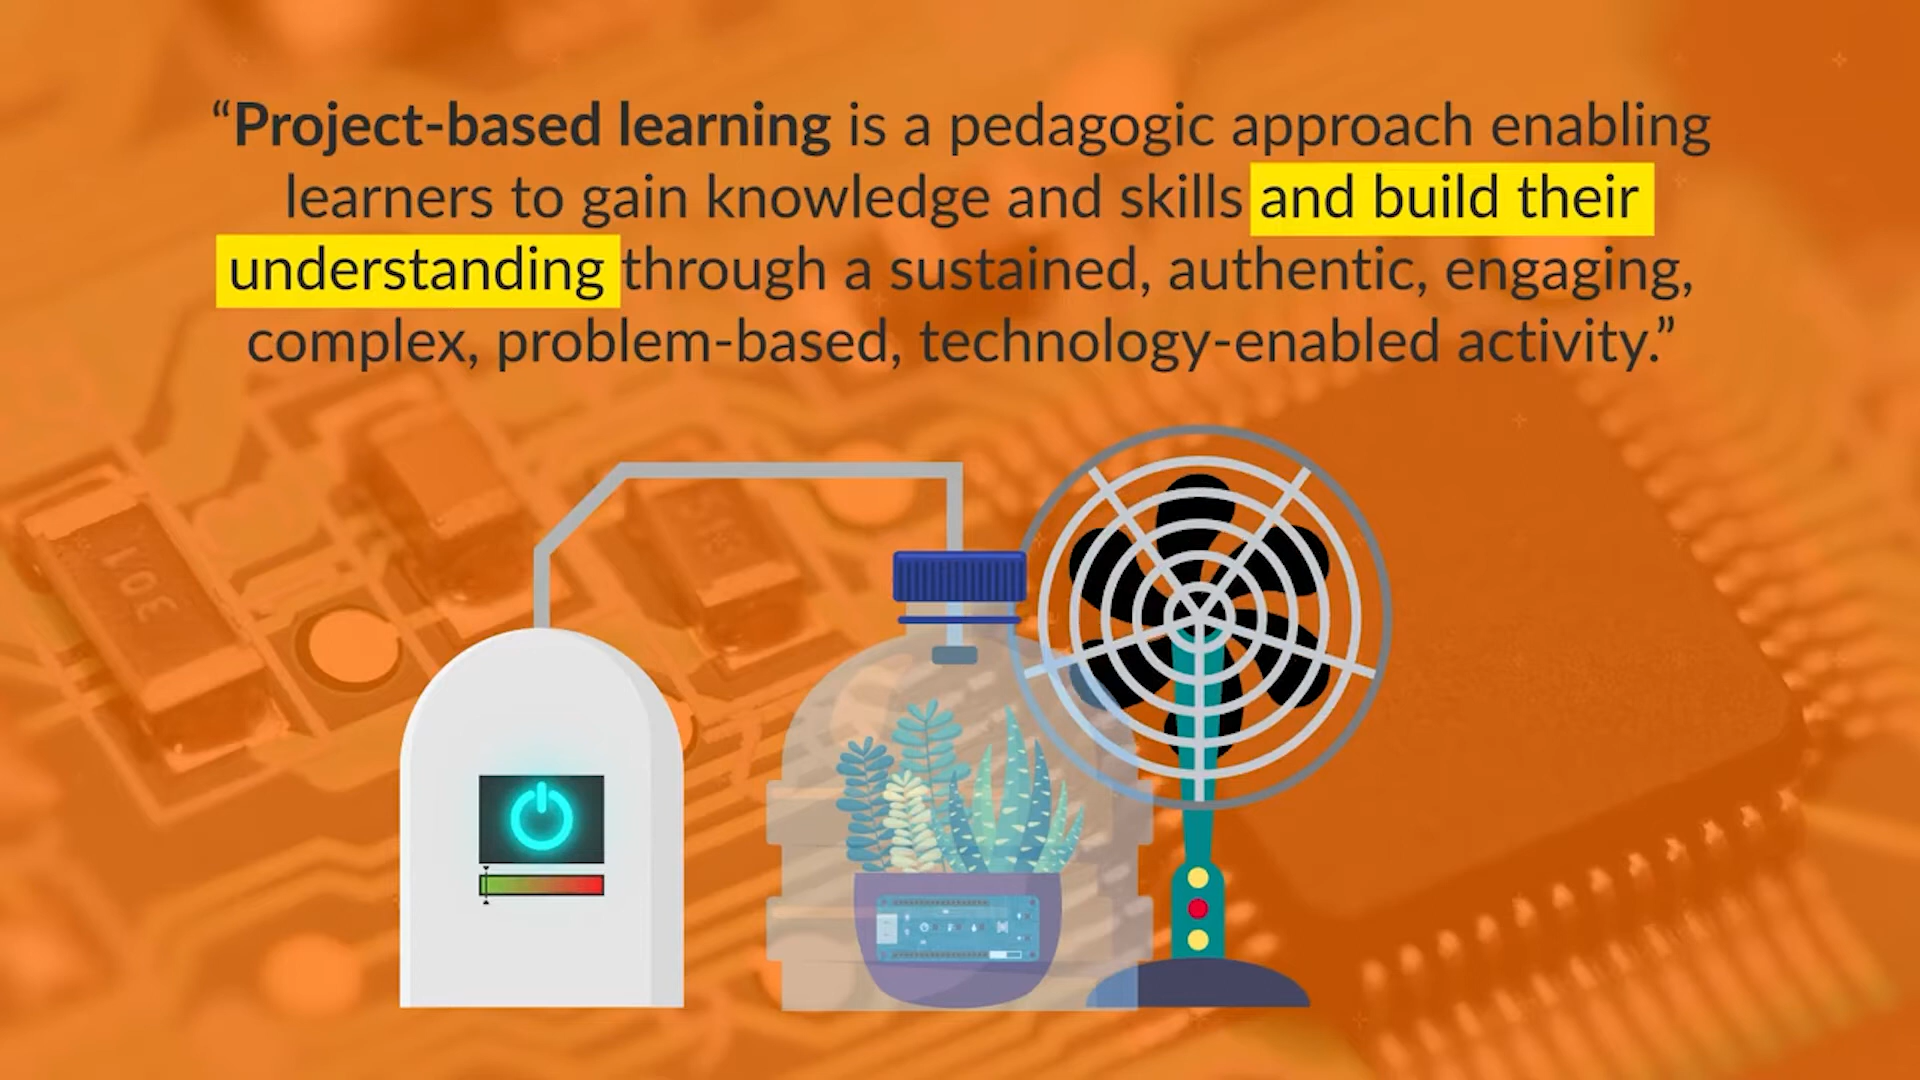 “Project-based learning is a pedagogic approach enabling
learners to gain knowledge and skills and build their
understanding through a sustained, authentic, engaging,
complex, problem-based, technology-enabled activity.”